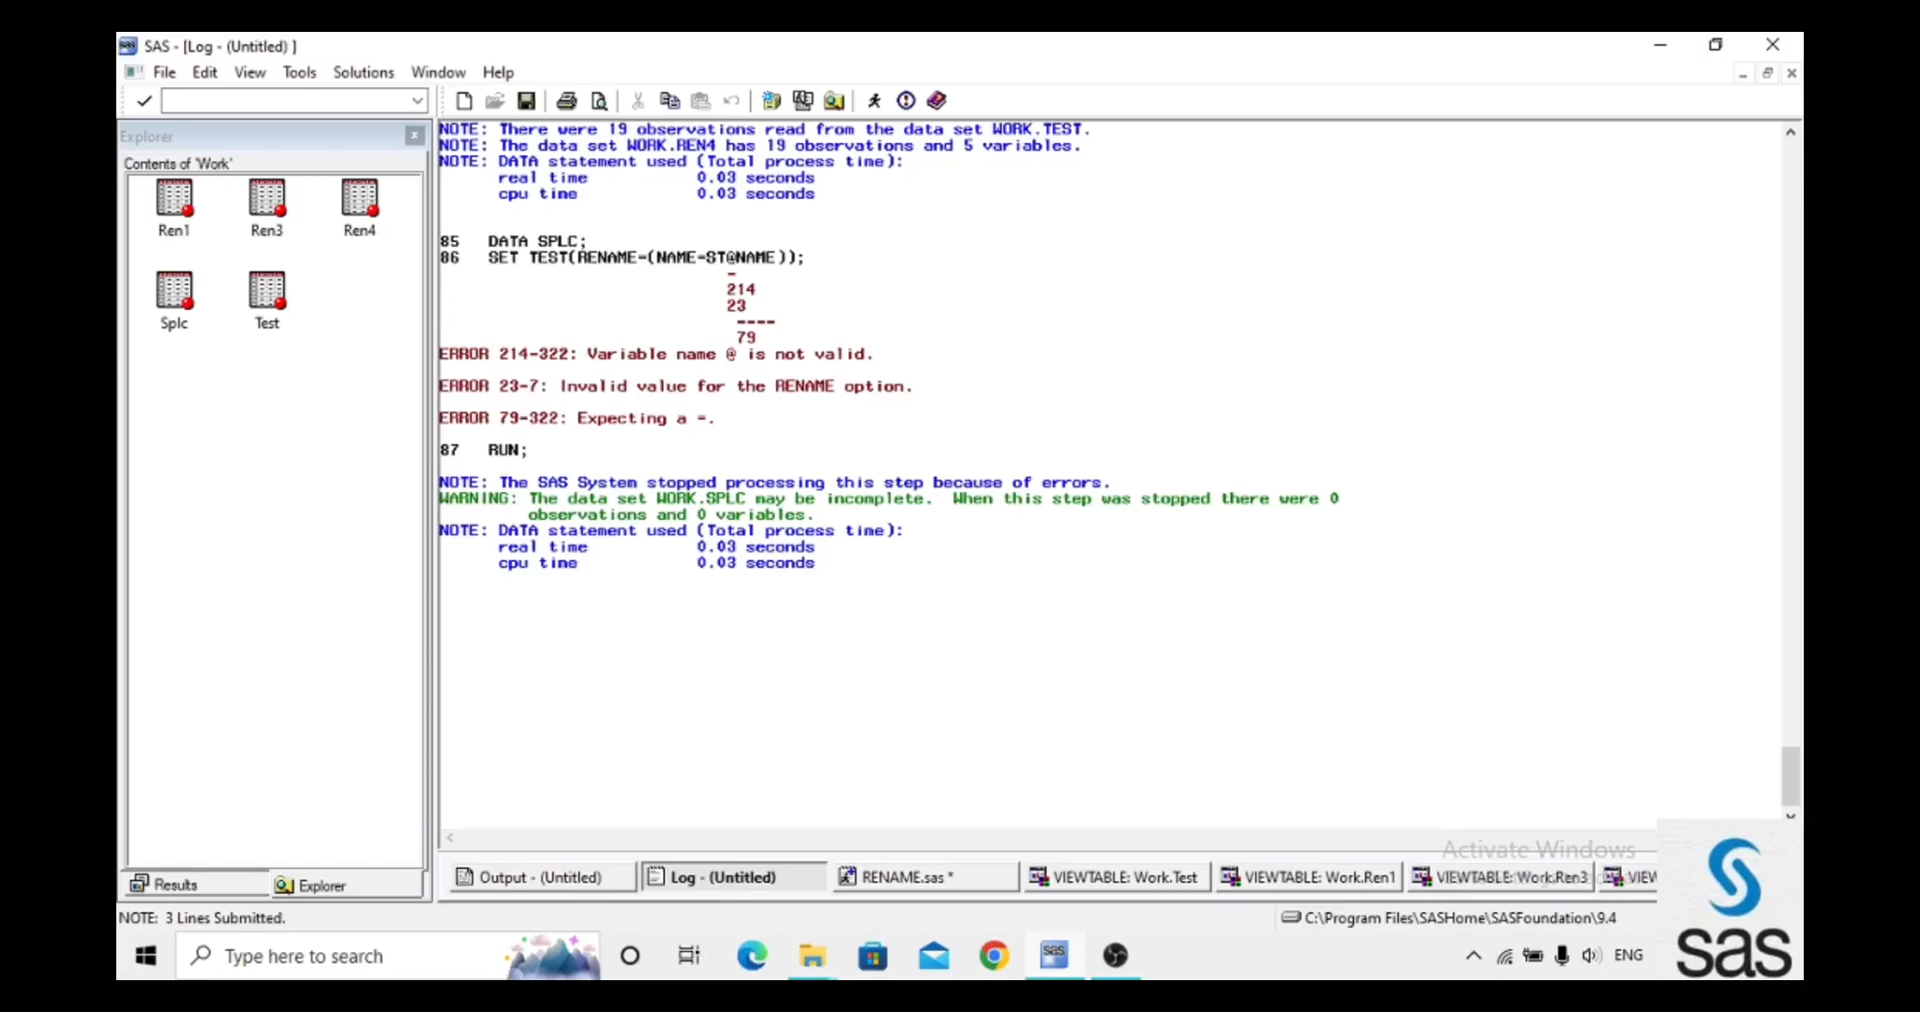 SAS - [Log - (Untitled) ]
File Edit View Tools Solutions Window Help
Explorer
Contents of 'Work'
Ren1 Ren3 Ren4
Splc Test
NOTE: There were 19 observations read from the data set WORK.TEST.
NOTE: The data set WORK.REN4 has 19 observations and 5 variables.
NOTE: DATA statement used (Total process time):
real time 0.03 seconds
cpu time 0.03 seconds
85 DATA SPLC;
86 SET TEST(RENAME=(NAME=ST@NAME));
-
214
23
----
79
ERROR 214-322: Variable name @ is not valid.
ERROR 23-7: Invalid value for the RENAME option.
ERROR 79-322: Expecting a =.
87 RUN;
NOTE: The SAS System stopped processing this step because of errors.
WARNING: The data set WORK.SPLC may be incomplete. When this step was stopped there were 0
observations and 0 variables.
NOTE: DATA statement used (Total process time):
real time 0.03 seconds
cpu time 0.03 seconds
Activate Windows
Results Explorer
Output - (Untitled) Log - (Untitled) RENAME.sas * VIEWTABLE: Work.Test VIEWTABLE: Work.Ren1 VIEWTABLE: Work.Ren3 VIEW
NOTE: 3 Lines Submitted.
C:\Program Files\SASHome\SASFoundation\9.4
Type here to search
ENG
sas